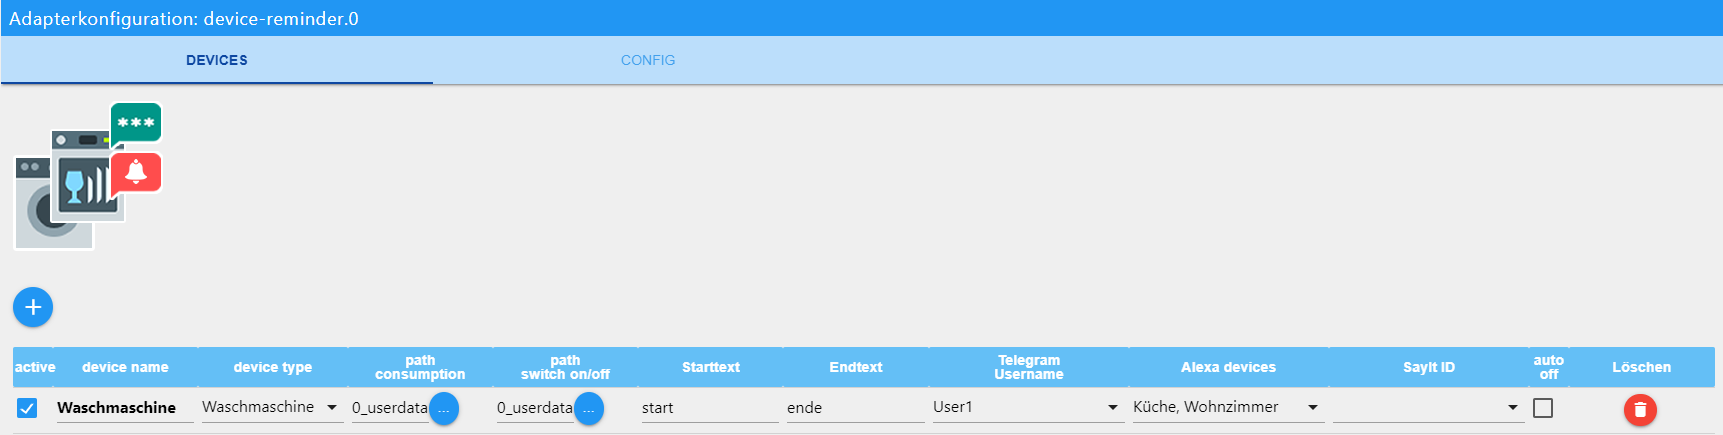 Adapterkonfiguration: device-reminder.0
DEVICES
CONFIG
***
+
active
device name
device type
path
consumption
path
switch on/off
Starttext
Endtext
Telegram
Username
Alexa devices
SayIt ID
auto
off
Löschen
Waschmaschine
Waschmaschine
0_userdata
...
0_userdata
...
start
ende
User1
Küche, Wohnzimmer